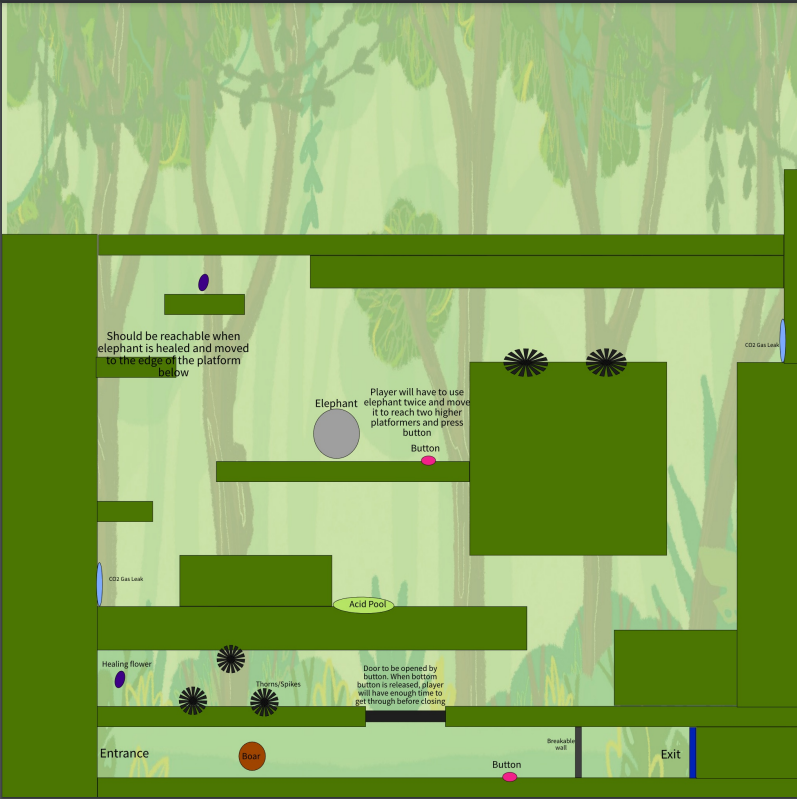 Should be reachable when
elephant is healed and moved
to the edge of the platform
below
CO2 Gas Leak
Elephant
Player will have to use
elephant twice and move
it to reach two higher
platformers and press
button
Button
CO2 Gas Leak
Acid Pool
Healing flower
Thorns/Spikes
Door to be opened by
button. When bottom
button is released, player
will have enough time to
get through before closing
Entrance
Boar
Breakable
wall
Button
Exit